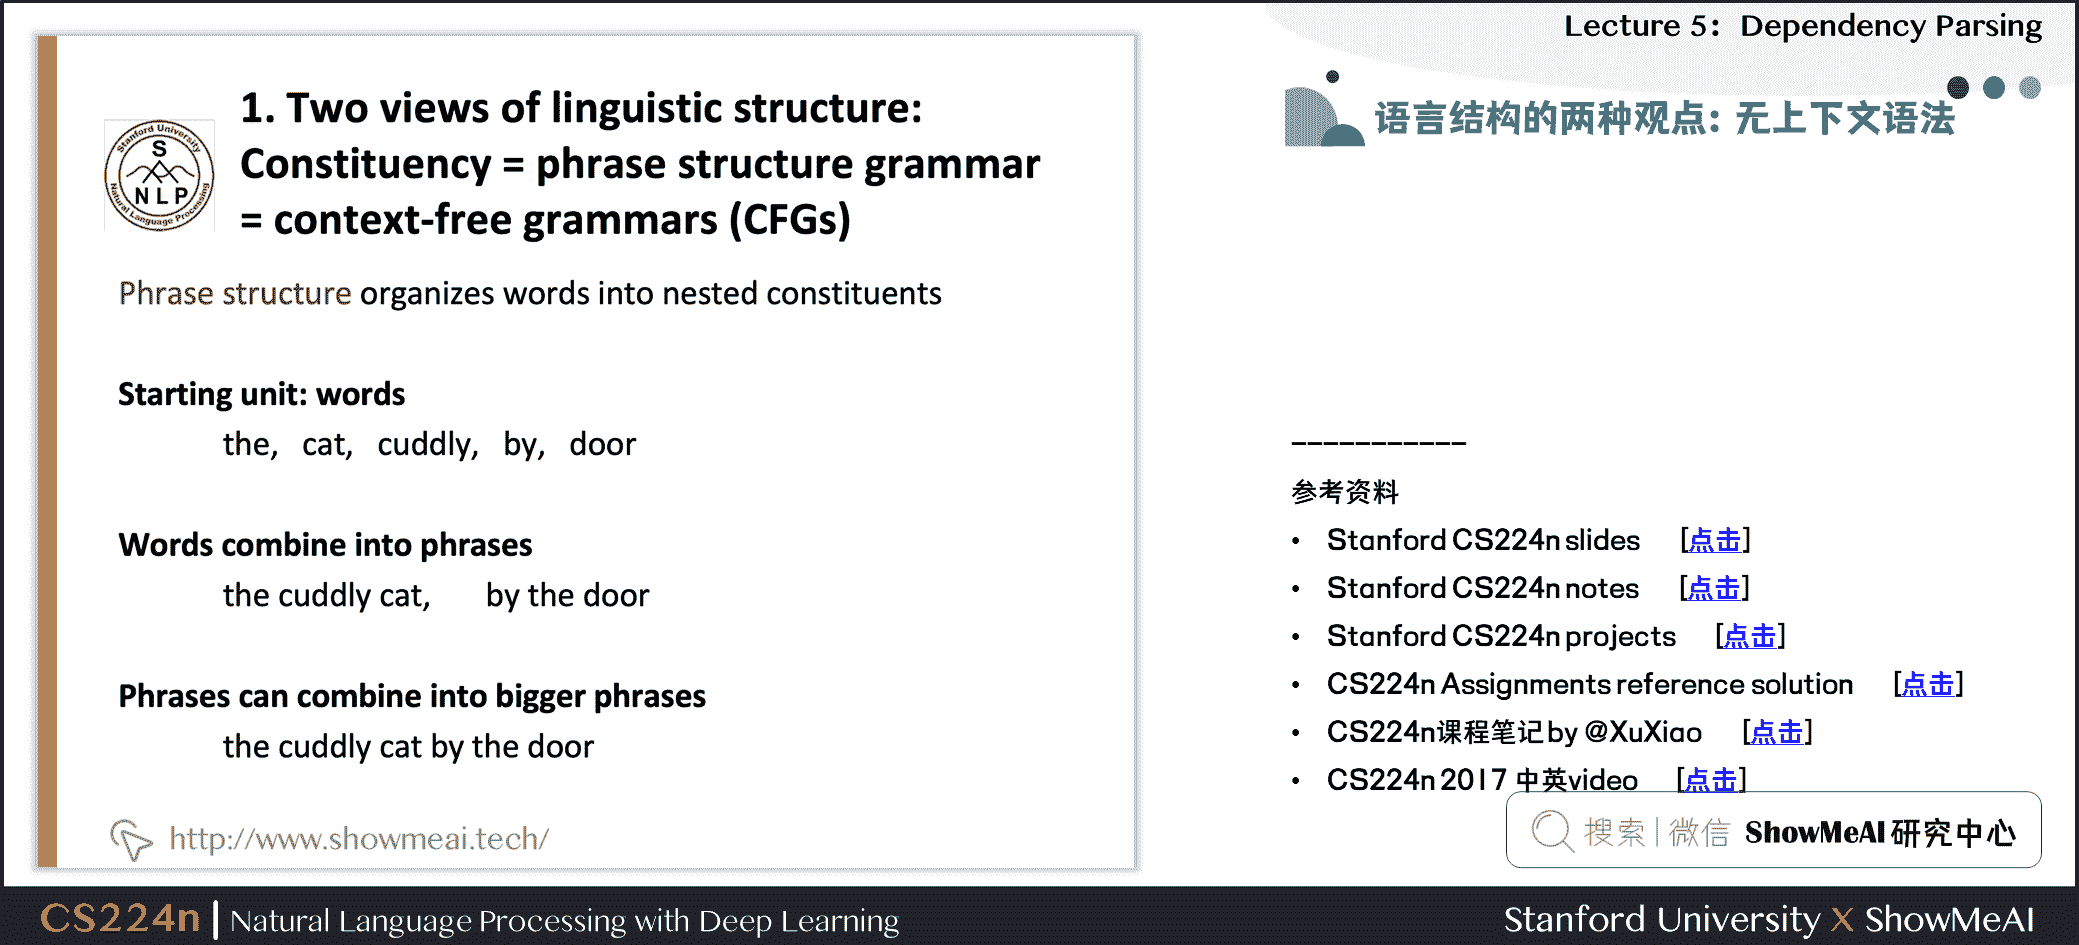 Lecture 5: Dependency Parsing
1. Two views of linguistic structure:
Constituency = phrase structure grammar
= context-free grammars (CFGs)
Stanford University
S
NLP
Natural Language Processing
Phrase structure organizes words into nested constituents
Starting unit: words
the, cat, cuddly, by, door
Words combine into phrases
the cuddly cat, by the door
Phrases can combine into bigger phrases
the cuddly cat by the door
http://www.showmeai.tech/
语言结构的两种观点: 无上下文语法
-----------
参考资料
• Stanford CS224n slides [点击]
• Stanford CS224n notes [点击]
• Stanford CS224n projects [点击]
• CS224n Assignments reference solution [点击]
• CS224n课程笔记 by @XuXiao [点击]
• CS224n 2017 中英video [点击]
搜索 | 微信 ShowMeAI 研究中心
CS224n | Natural Language Processing with Deep Learning
Stanford University X ShowMeAI